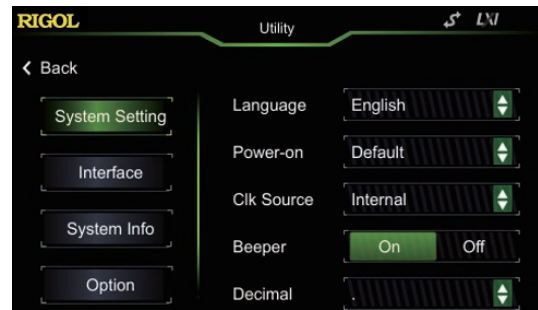 RIGOL Utility LXI
Back
System Setting
Interface
System Info
Option
Language English
Power-on Default
Clk Source Internal
Beeper On Off
Decimal .